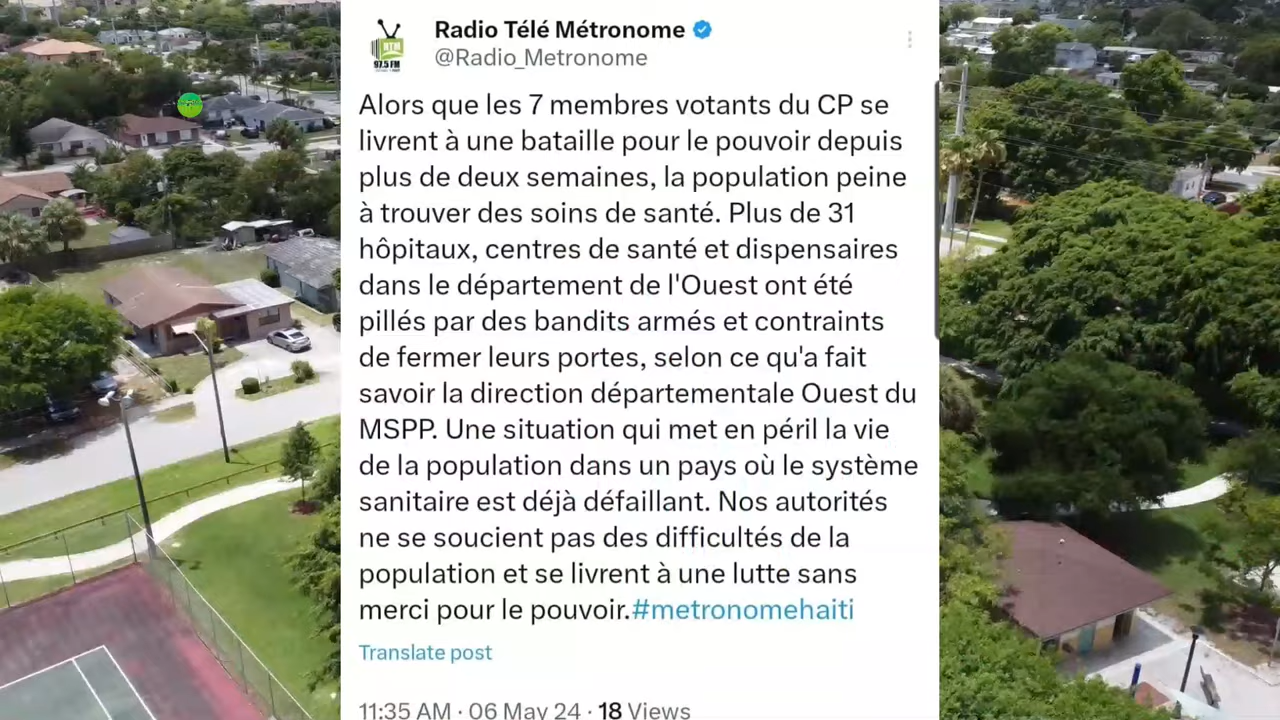 Radio Télé Métronome
@Radio_Metronome
RTM
97.5 FM
Alors que les 7 membres votants du CP se
livrent à une bataille pour le pouvoir depuis
plus de deux semaines, la population peine
à trouver des soins de santé. Plus de 31
hôpitaux, centres de santé et dispensaires
dans le département de l'Ouest ont été
pillés par des bandits armés et contraints
de fermer leurs portes, selon ce qu'a fait
savoir la direction départementale Ouest du
MSPP. Une situation qui met en péril la vie
de la population dans un pays où le système
sanitaire est déjà défaillant. Nos autorités
ne se soucient pas des difficultés de la
population et se livrent à une lutte sans
merci pour le pouvoir.#metronomehaiti
Translate post
11:35 AM · 06 May 24 · 18 Views